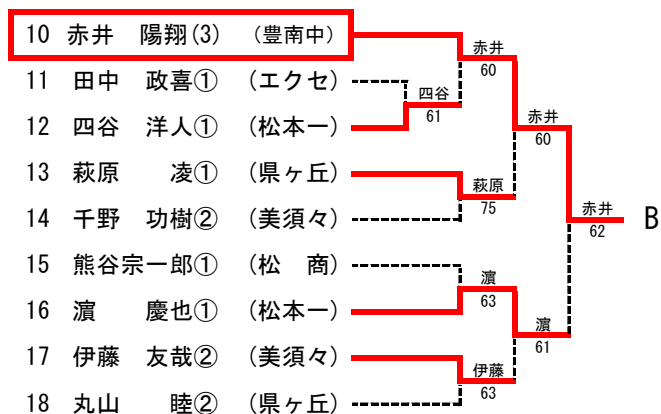 10 赤井 陽翔(3) (豊南中)
11 田中 政喜① (エクセ)
12 四谷 洋人① (松本一)
13 萩原 凌① (県ヶ丘)
14 千野 功樹② (美須々)
15 熊谷宗一郎① (松 商)
16 濵 慶也① (松本一)
17 伊藤 友哉② (美須々)
18 丸山 睦② (県ヶ丘)
四谷
61
赤井
60
萩原
75
濵
63
伊藤
63
赤井
60
濵
61
赤井
62
B